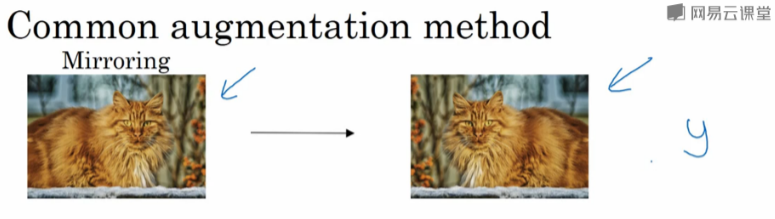 Common augmentation method
网易云课堂
Mirroring
y